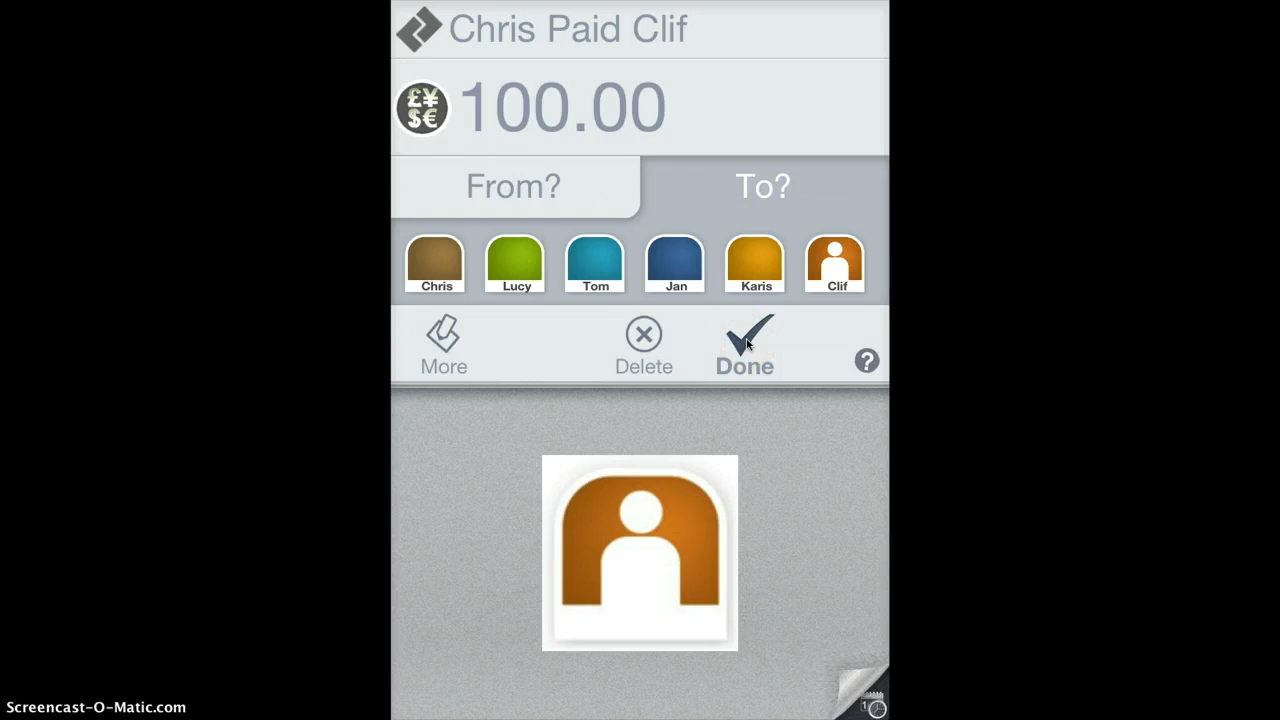 Chris Paid Clif
£¥
$€
100.00
From?
To?
Chris
Lucy
Tom
Jan
Karis
Clif
More
Delete
Done
?
1
Screencast-O-Matic.com